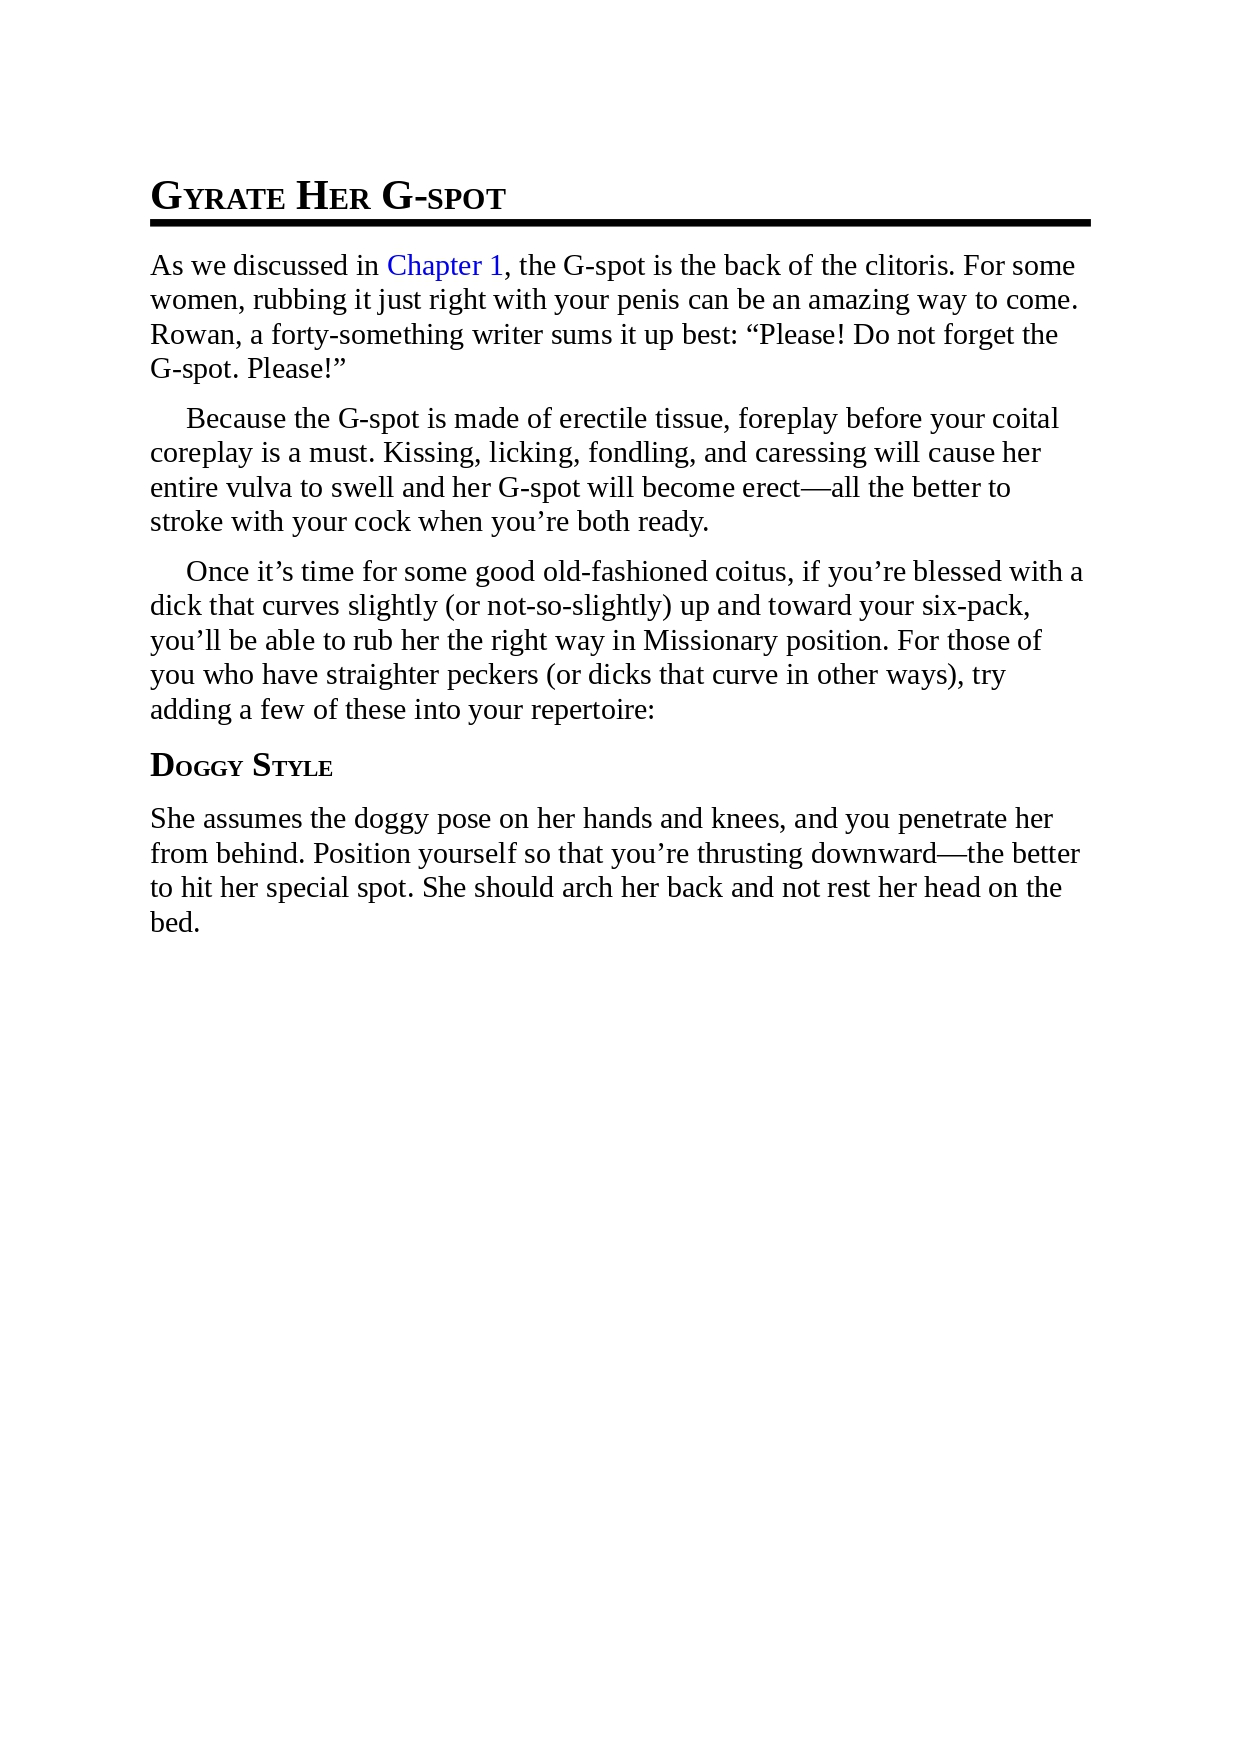 Gyrate Her G-spot
As we discussed in Chapter 1, the G-spot is the back of the clitoris. For some
women, rubbing it just right with your penis can be an amazing way to come.
Rowan, a forty-something writer sums it up best: “Please! Do not forget the
G-spot. Please!”
Because the G-spot is made of erectile tissue, foreplay before your coital
coreplay is a must. Kissing, licking, fondling, and caressing will cause her
entire vulva to swell and her G-spot will become erect—all the better to
stroke with your cock when you’re both ready.
Once it’s time for some good old-fashioned coitus, if you’re blessed with a
dick that curves slightly (or not-so-slightly) up and toward your six-pack,
you’ll be able to rub her the right way in Missionary position. For those of
you who have straighter peckers (or dicks that curve in other ways), try
adding a few of these into your repertoire:
Doggy Style
She assumes the doggy pose on her hands and knees, and you penetrate her
from behind. Position yourself so that you’re thrusting downward—the better
to hit her special spot. She should arch her back and not rest her head on the
bed.